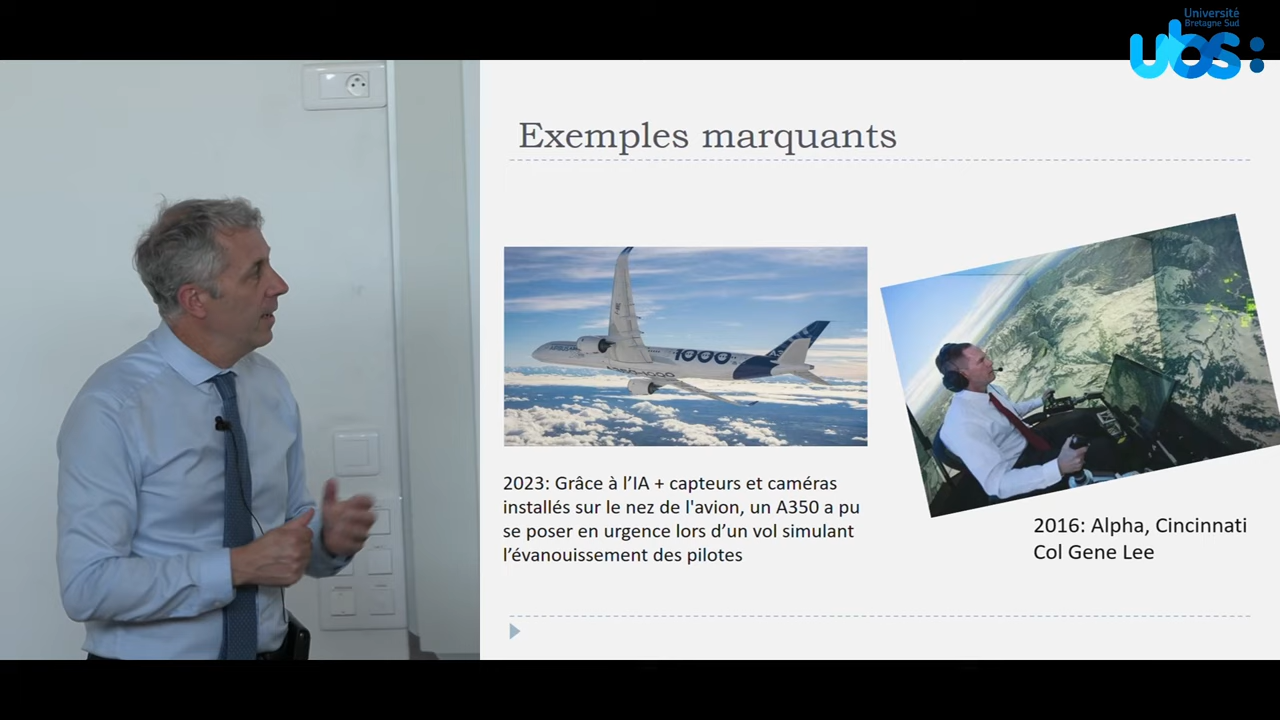 Université
Bretagne Sud
ubs:
Exemples marquants
1000
2023: Grâce à l’IA + capteurs et caméras
installés sur le nez de l'avion, un A350 a pu
se poser en urgence lors d’un vol simulant
l’évanouissement des pilotes
2016: Alpha, Cincinnati
Col Gene Lee